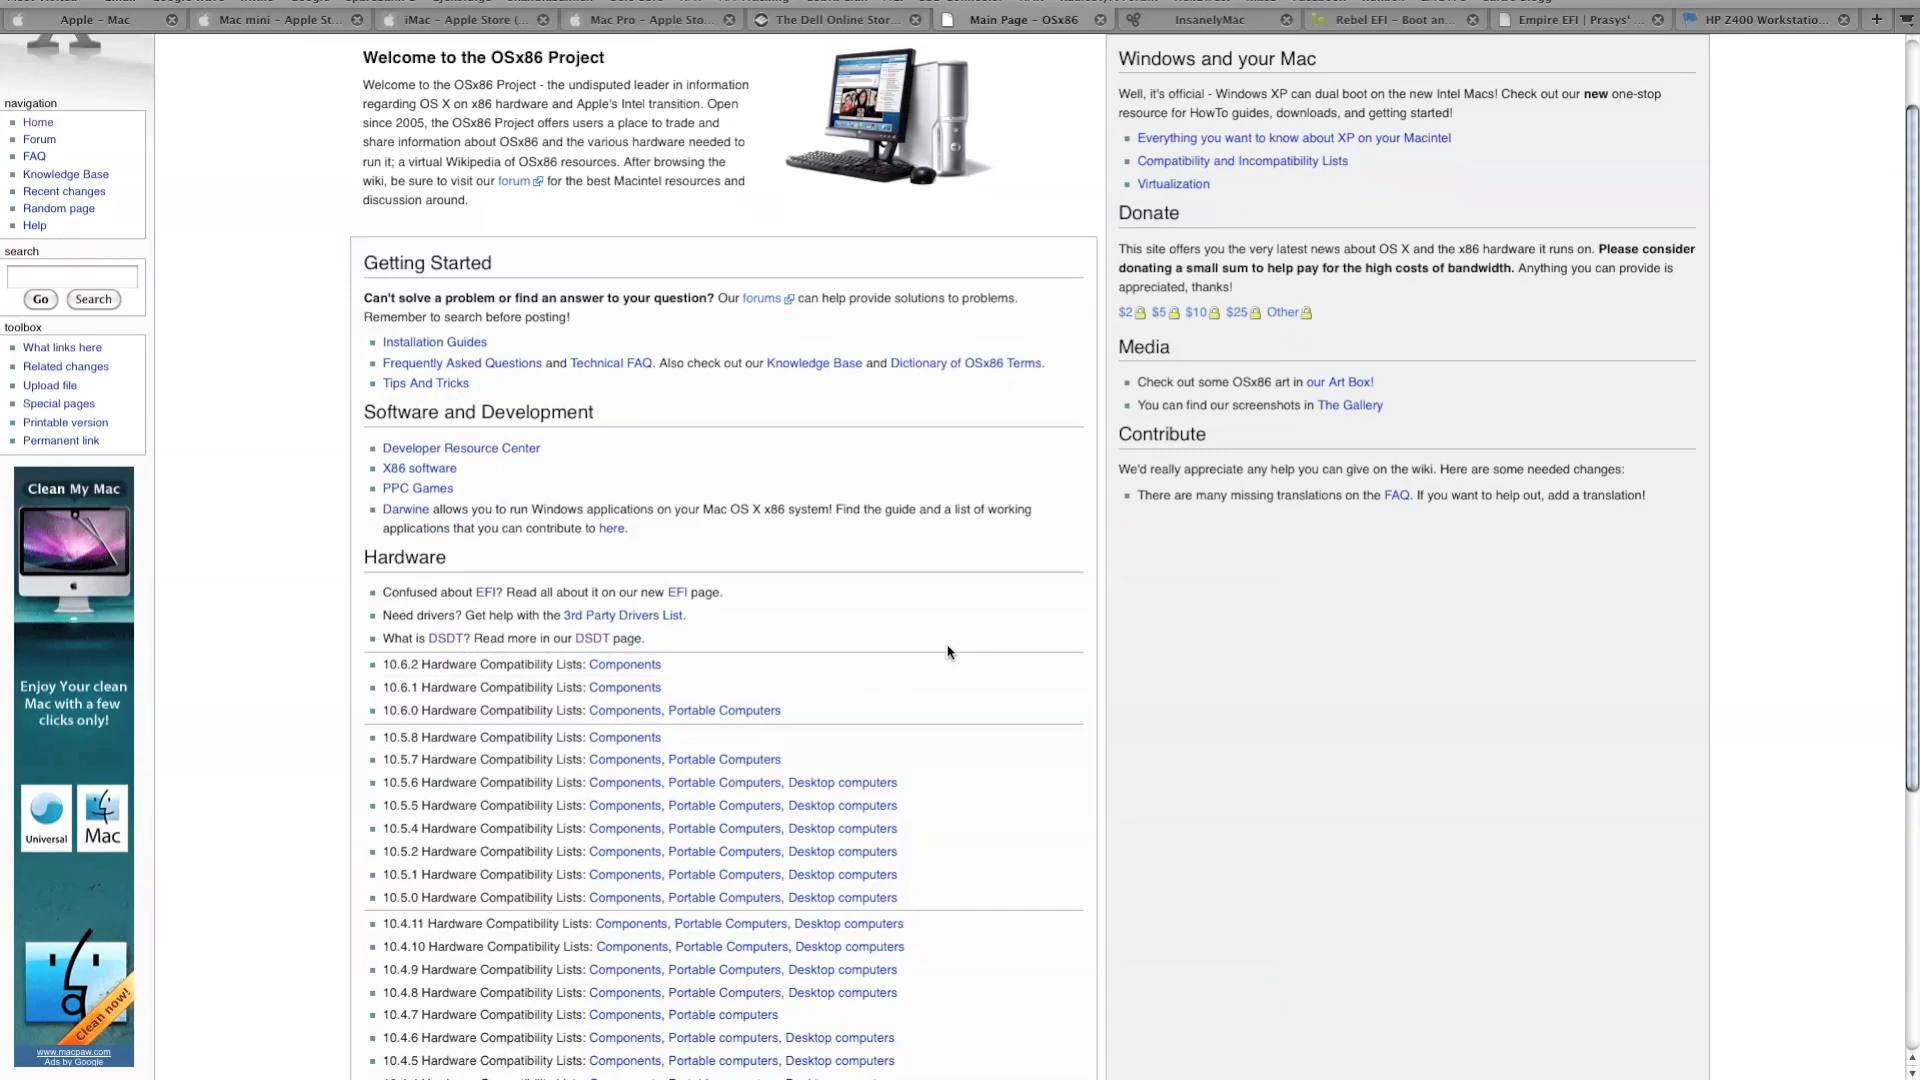 Apple - Mac
Mac mini - Apple St...
iMac - Apple Store (...
Mac Pro - Apple Sto...
The Dell Online Stor...
Main Page - OSx86
InsanelyMac
Rebel EFI - Boot an...
Empire EFI | Prasys' ...
HP Z400 Workstatio...
navigation
Home
Forum
FAQ
Knowledge Base
Recent changes
Random page
Help
search
Go Search
toolbox
What links here
Related changes
Upload file
Special pages
Printable version
Permanent link
Clean My Mac
Enjoy Your clean
Mac with a few
clicks only!
Universal
Mac
Clean now!
www.macpaw.com
Ads by Google
Welcome to the OSx86 Project
Welcome to the OSx86 Project - the undisputed leader in information
regarding OS X on x86 hardware and Apple's Intel transition. Open
since 2005, the OSx86 Project offers users a place to trade and
share information about OSx86 and the various hardware needed to
run it; a virtual Wikipedia of OSx86 resources. After browsing the
wiki, be sure to visit our forum for the best Macintel resources and
discussion around.
Getting Started
Can't solve a problem or find an answer to your question? Our forums can help provide solutions to problems.
Remember to search before posting!
Installation Guides
Frequently Asked Questions and Technical FAQ. Also check out our Knowledge Base and Dictionary of OSx86 Terms.
Tips And Tricks
Software and Development
Developer Resource Center
X86 software
PPC Games
Darwine allows you to run Windows applications on your Mac OS X x86 system! Find the guide and a list of working
applications that you can contribute to here.
Hardware
Confused about EFI? Read all about it on our new EFI page.
Need drivers? Get help with the 3rd Party Drivers List.
What is DSDT? Read more in our DSDT page.
10.6.2 Hardware Compatibility Lists: Components
10.6.1 Hardware Compatibility Lists: Components
10.6.0 Hardware Compatibility Lists: Components, Portable Computers
10.5.8 Hardware Compatibility Lists: Components
10.5.7 Hardware Compatibility Lists: Components, Portable Computers
10.5.6 Hardware Compatibility Lists: Components, Portable Computers, Desktop computers
10.5.5 Hardware Compatibility Lists: Components, Portable Computers, Desktop computers
10.5.4 Hardware Compatibility Lists: Components, Portable Computers, Desktop computers
10.5.2 Hardware Compatibility Lists: Components, Portable Computers, Desktop computers
10.5.1 Hardware Compatibility Lists: Components, Portable Computers, Desktop computers
10.5.0 Hardware Compatibility Lists: Components, Portable Computers, Desktop computers
10.4.11 Hardware Compatibility Lists: Components, Portable Computers, Desktop computers
10.4.10 Hardware Compatibility Lists: Components, Portable Computers, Desktop computers
10.4.9 Hardware Compatibility Lists: Components, Portable Computers, Desktop computers
10.4.8 Hardware Compatibility Lists: Components, Portable Computers, Desktop computers
10.4.7 Hardware Compatibility Lists: Components, Portable computers
10.4.6 Hardware Compatibility Lists: Components, Portable computers, Desktop computers
10.4.5 Hardware Compatibility Lists: Components, Portable computers, Desktop computers
Windows and your Mac
Well, it's official - Windows XP can dual boot on the new Intel Macs! Check out our new one-stop
resource for HowTo guides, downloads, and getting started!
Everything you want to know about XP on your Macintel
Compatibility and Incompatibility Lists
Virtualization
Donate
This site offers you the very latest news about OS X and the x86 hardware it runs on. Please consider
donating a small sum to help pay for the high costs of bandwidth. Anything you can provide is
appreciated, thanks!
$2 $5 $10 $25 Other
Media
Check out some OSx86 art in our Art Box!
You can find our screenshots in The Gallery
Contribute
We'd really appreciate any help you can give on the wiki. Here are some needed changes:
There are many missing translations on the FAQ. If you want to help out, add a translation!